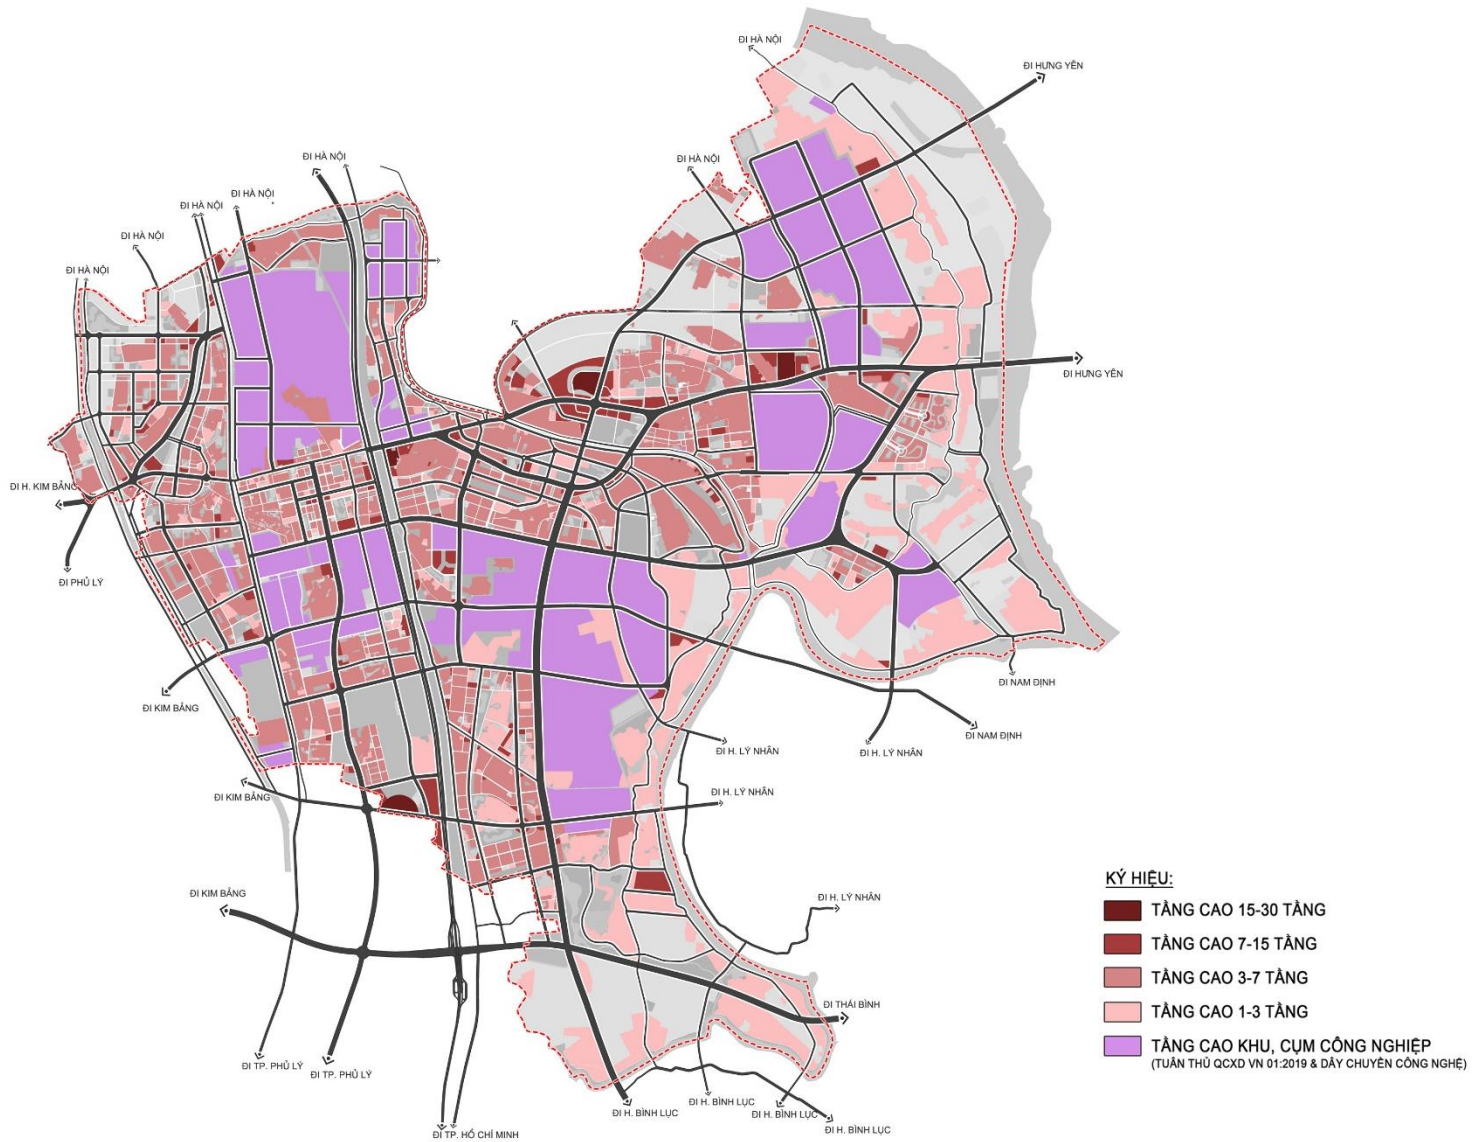 ĐI HÀ NỘI
ĐI HƯNG YÊN
ĐI HÀ NỘI
ĐI HÀ NỘI
ĐI HÀ NỘI
ĐI HÀ NỘI
ĐI HÀ NỘI
ĐI HÀ NỘI
ĐI HƯNG YÊN
ĐI H. KIM BẢNG
ĐI PHỦ LÝ
ĐI NAM ĐỊNH
ĐI KIM BẢNG
ĐI NAM ĐỊNH
ĐI H. LÝ NHÂN
ĐI H. LÝ NHÂN
ĐI KIM BẢNG
ĐI H. LÝ NHÂN
ĐI KIM BẢNG
ĐI H. LÝ NHÂN
ĐI THÁI BÌNH
ĐI TP. PHỦ LÝ
ĐI TP. PHỦ LÝ
ĐI H. BÌNH LỤC
ĐI H. BÌNH LỤC
ĐI H. BÌNH LỤC
ĐI H. BÌNH LỤC
ĐI TP. HỒ CHÍ MINH
KÝ HIỆU:
TẦNG CAO 15-30 TẦNG
TẦNG CAO 7-15 TẦNG
TẦNG CAO 3-7 TẦNG
TẦNG CAO 1-3 TẦNG
TẦNG CAO KHU, CỤM CÔNG NGHIỆP
(TUÂN THỦ QCXD VN 01:2019 & DÂY CHUYỀN CÔNG NGHỆ)